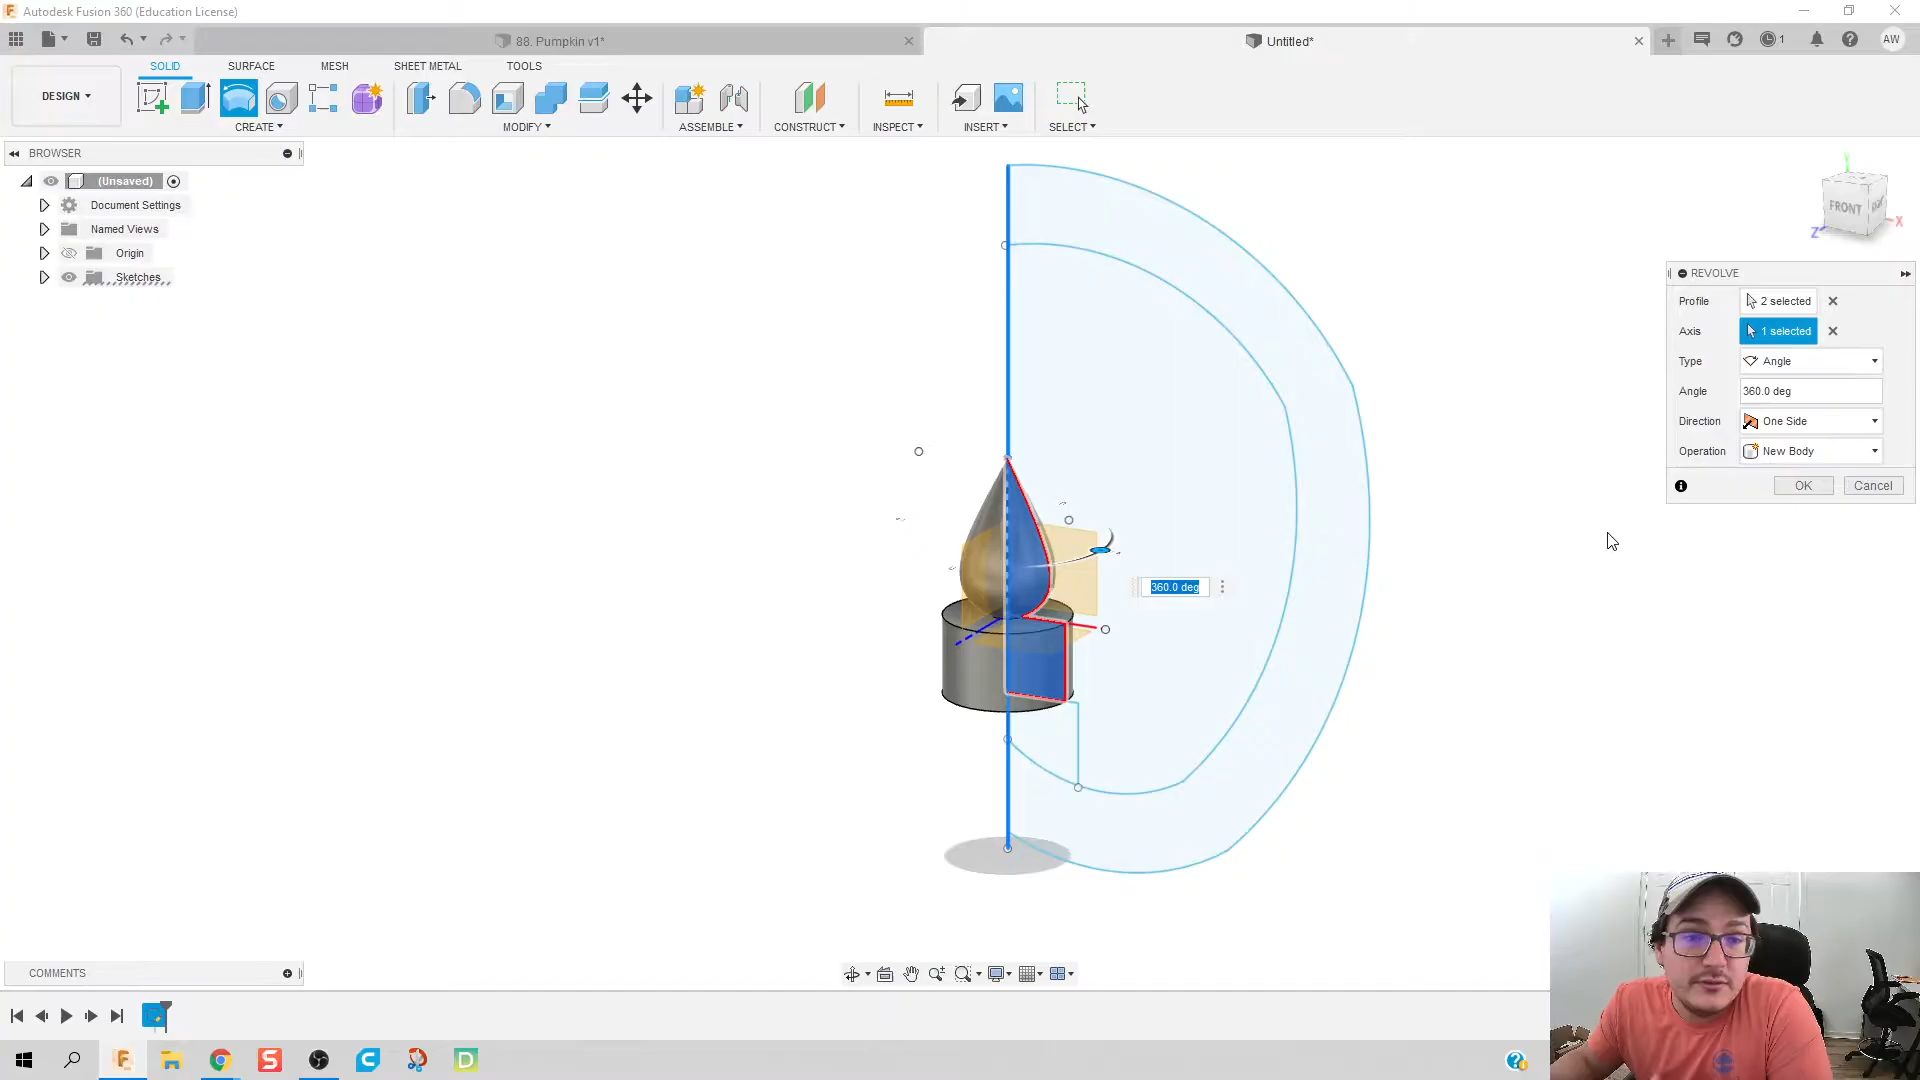 Autodesk Fusion 360 (Education License)
88. Pumpkin v1*
Untitled*
1
AW
DESIGN
SOLID
SURFACE
MESH
SHEET METAL
TOOLS
CREATE
MODIFY
ASSEMBLE
CONSTRUCT
INSPECT
INSERT
SELECT
BROWSER
(Unsaved)
Document Settings
Named Views
Origin
Sketches
Y
FRONT
X
Z
REVOLVE
Profile 2 selected
Axis 1 selected
Type Angle
Angle 360.0 deg
Direction One Side
Operation New Body
OK Cancel
360.0 deg
COMMENTS